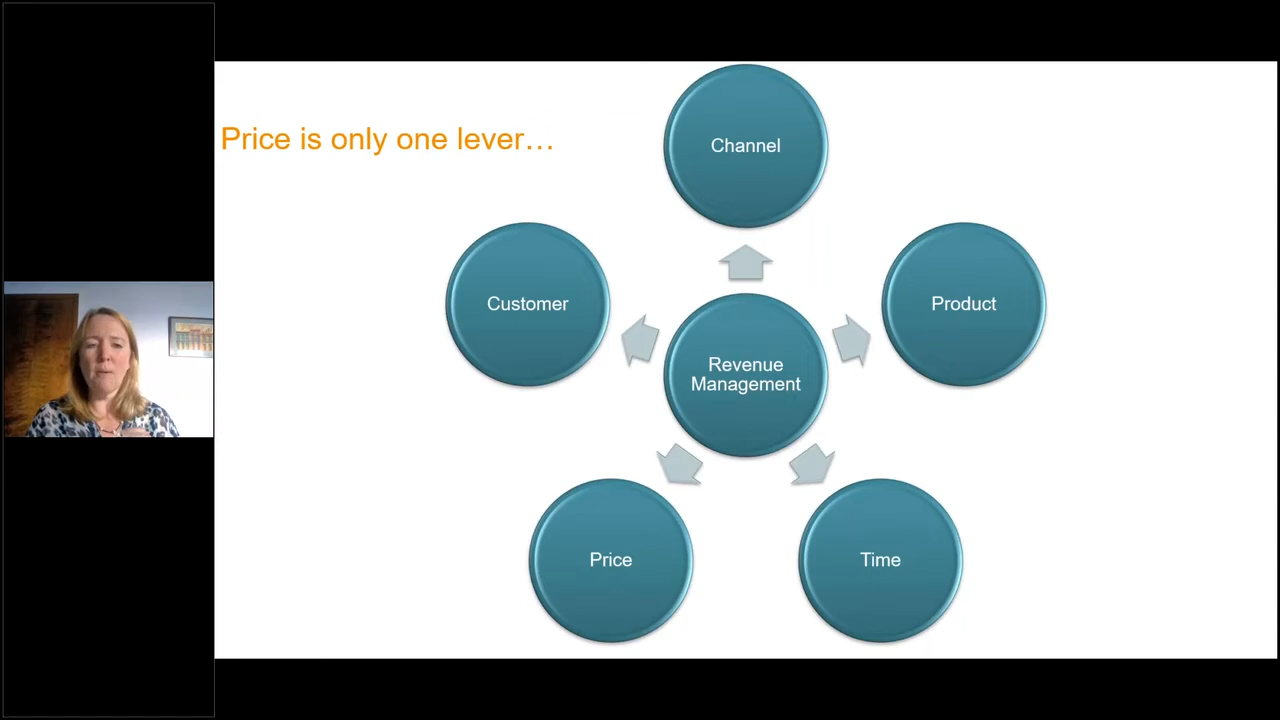 Price is only one lever…
Channel
Customer
Product
Revenue
Management
Price
Time